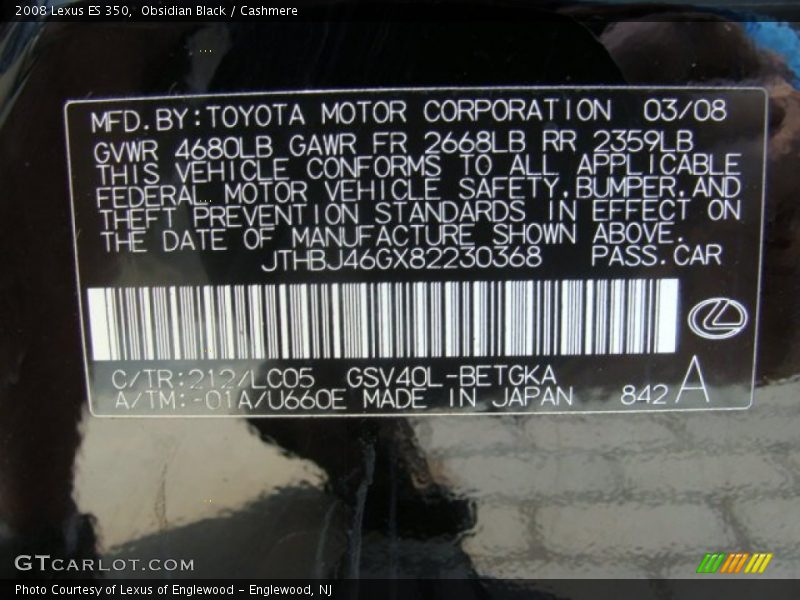 2008 Lexus ES 350, Obsidian Black / Cashmere
MFD.BY:TOYOTA MOTOR CORPORATION 03/08
GVWR 4680LB GAWR FR 2668LB RR 2359LB
THIS VEHICLE CONFORMS TO ALL APPLICABLE
FEDERAL MOTOR VEHICLE SAFETY,BUMPER,AND
THEFT PREVENTION STANDARDS IN EFFECT ON
THE DATE OF MANUFACTURE SHOWN ABOVE.
JTHBJ46GX82230368 PASS.CAR
C/TR:212/LC05 GSV40L-BETGKA
A/TM:-01A/U660E MADE IN JAPAN 842 A
GTCARLOT.COM
Photo Courtesy of Lexus of Englewood - Englewood, NJ